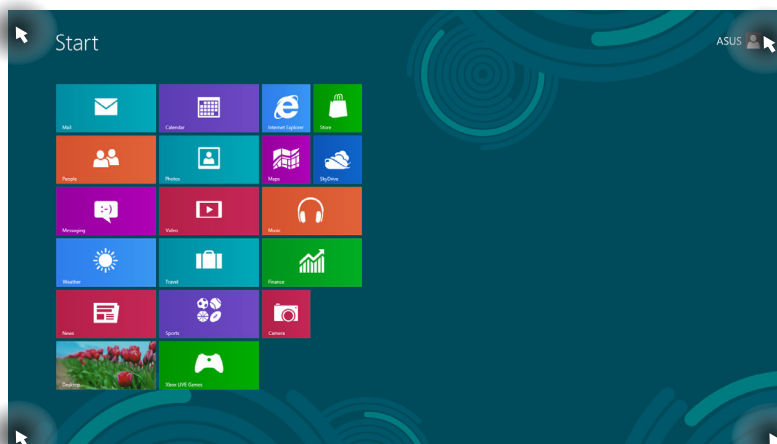 Start
ASUS
Mail
Calendar
Internet Explorer
Store
People
Photos
Maps
SkyDrive
:-)
Messaging
Video
Music
Weather
Travel
Finance
News
Sports
Camera
Desktop
Xbox LIVE Games